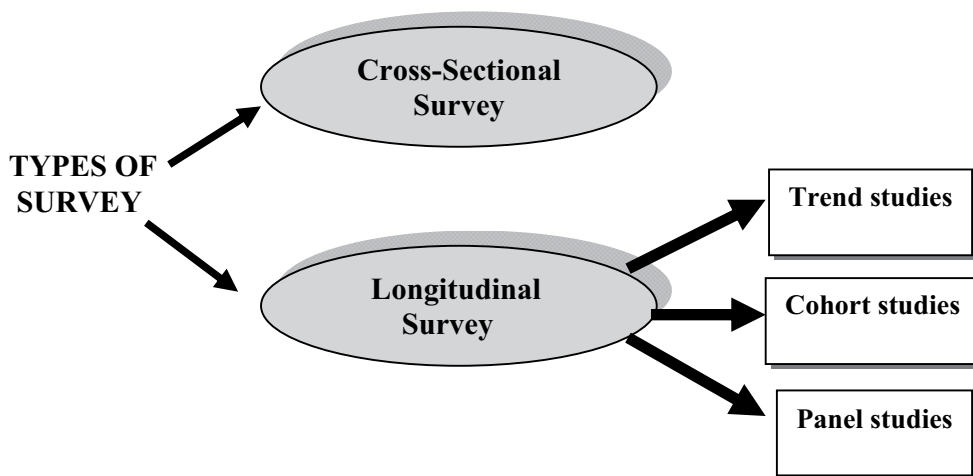 TYPES OF
SURVEY
Cross-Sectional
Survey
Longitudinal
Survey
Trend studies
Cohort studies
Panel studies